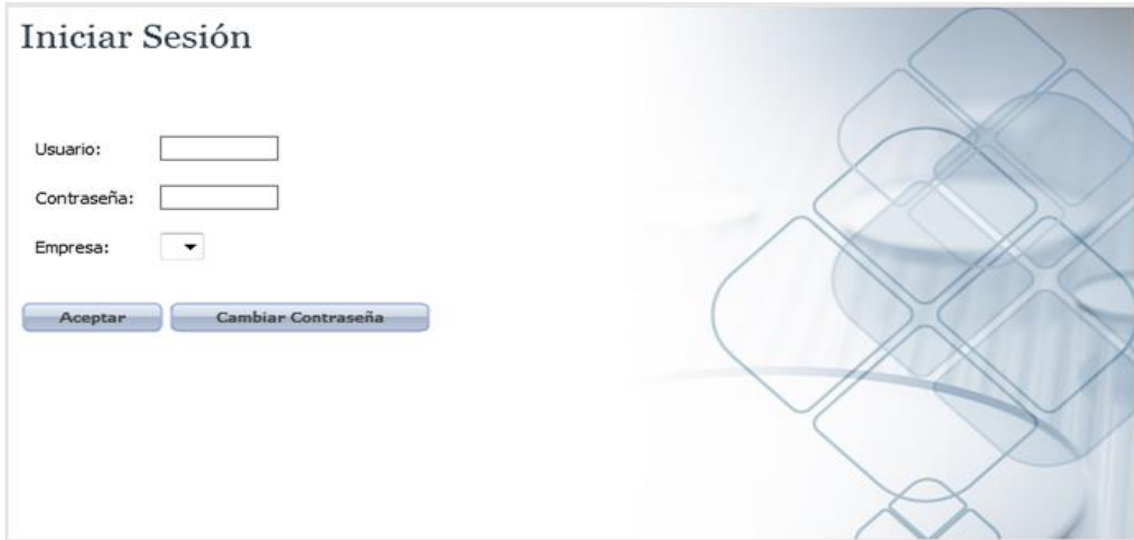 Iniciar Sesión
Usuario:
Contraseña:
Empresa:
Aceptar Cambiar Contraseña